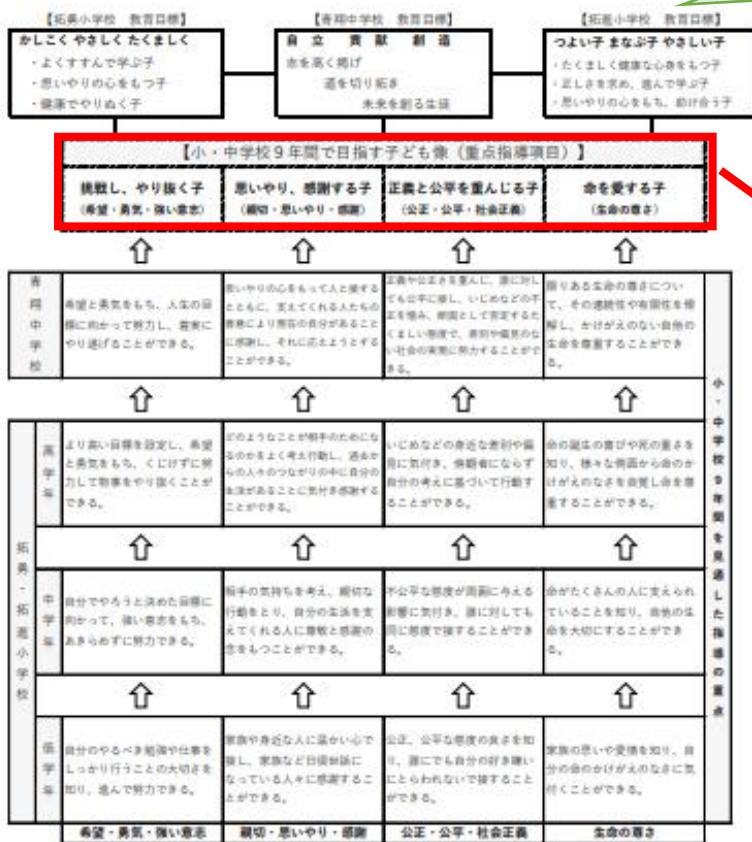 【拓勇小学校　教育目標】
かしこく やさしく たくましく
・よくすすんで学ぶ子
・思いやりの心をもつ子
・健康でやりぬく子
【青翔中学校　教育目標】
自 立　貢 献　創 造
志を高く掲げ
道を切り拓き
未来を創る生徒
【拓進小学校　教育目標】
つよい子 まなぶ子 やさしい子
・たくましく健康な心身をもつ子
・正しさを求め、進んで学ぶ子
・思いやりの心をもち、助け合う子
【小・中学校９年間で目指す子ども像（重点指導項目）】
挑戦し、やり抜く子
（希望・勇気・強い意志）
思いやり、感謝する子
（親切・思いやり・感謝）
正義と公平を重んじる子
（公正・公平・社会正義）
命を愛する子
（生命の尊さ）
青翔中学校
希望と勇気をもち、人生の目
標に向かって努力し、着実に
やり遂げることができる。
思いやりの心をもって人と接する
とともに、支えてくれる人たちの
善意により現在の自分があること
に感謝し、それに応えようとする
ことができる。
正義や公正さを重んじ、誰に対し
ても公平に接し、いじめなどの不
正を憎み、断固として否定するた
くましい態度で、差別や偏見のな
い社会の実現に努力することがで
きる。
限りある生命の尊さについ
て、その連続性や有限性を理
解し、かけがえのない自他の
生命を尊重することができ
る。
拓勇・拓進小学校
高学年
より高い目標を設定し、希望
と勇気をもち、くじけずに努
力して物事をやり抜くことが
できる。
どのようなことが相手のためにな
るのかをよく考え行動し、過去か
らの人々のつながりの中に自分の
生活があることに気付き感謝する
ことができる。
いじめなどの身近な差別や偏
見に気付き、傍観者にならず
自分の考えに基づいて行動す
ることができる。
命の誕生の喜びや死の重さを
知り、様々な側面から命のか
けがえのなさを自覚し命を尊
重することができる。
中学年
自分でやろうと決めた目標に
向かって、強い意志をもち、
あきらめずに努力できる。
相手の気持ちを考え、親切な
行動をとり、自分の生活を支
えてくれる人に尊敬と感謝の
念をもつことができる。
不公平な態度が周囲に与える
影響に気付き、誰に対しても
同じ態度で接することができ
る。
命がたくさんの人に支えられ
ていることを知り、自他の生
命を大切にすることができ
る。
低学年
自分のやるべき勉強や仕事を
しっかり行うことの大切さを
知り、進んで努力できる。
家族や身近な人に温かい心で
接し、家族など日頃世話に
なっている人々に感謝するこ
とができる。
公正、公平な態度の良さを知
り、誰にでも自分の好き嫌い
にとらわれないで接すること
ができる。
家族の思いや愛情を知り、自
分の命のかけがえのなさに気
付くことができる。
希望・勇気・強い意志
親切・思いやり・感謝
公正・公平・社会正義
生命の尊さ
小・中学校９年間を見通した指導の重点